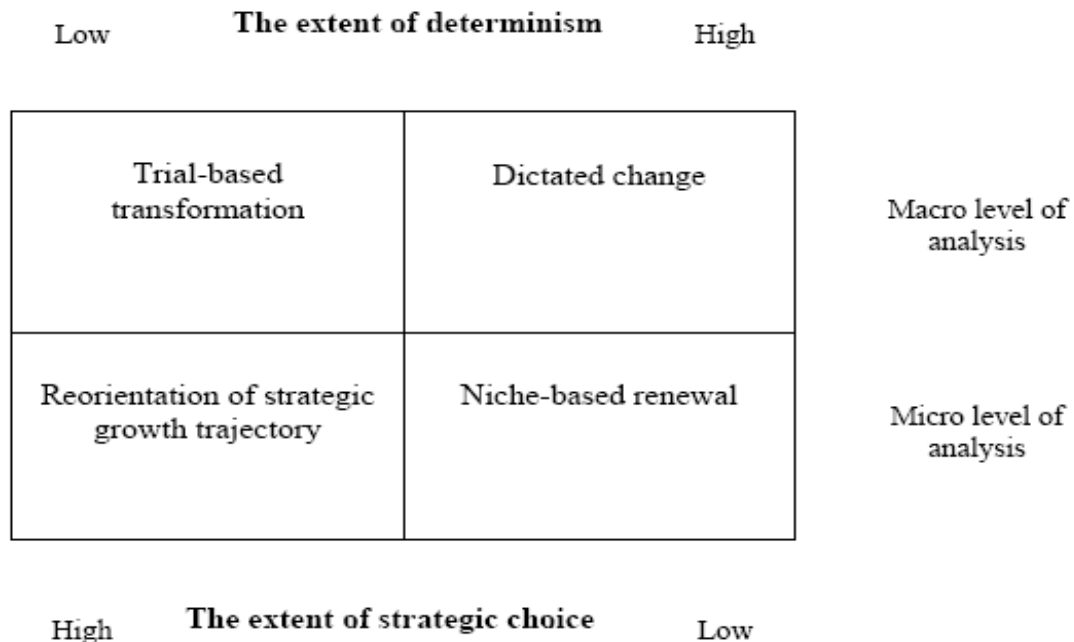 Low The extent of determinism High
Trial-based
transformation
Dictated change
Macro level of
analysis
Reorientation of strategic
growth trajectory
Niche-based renewal
Micro level of
analysis
High The extent of strategic choice Low